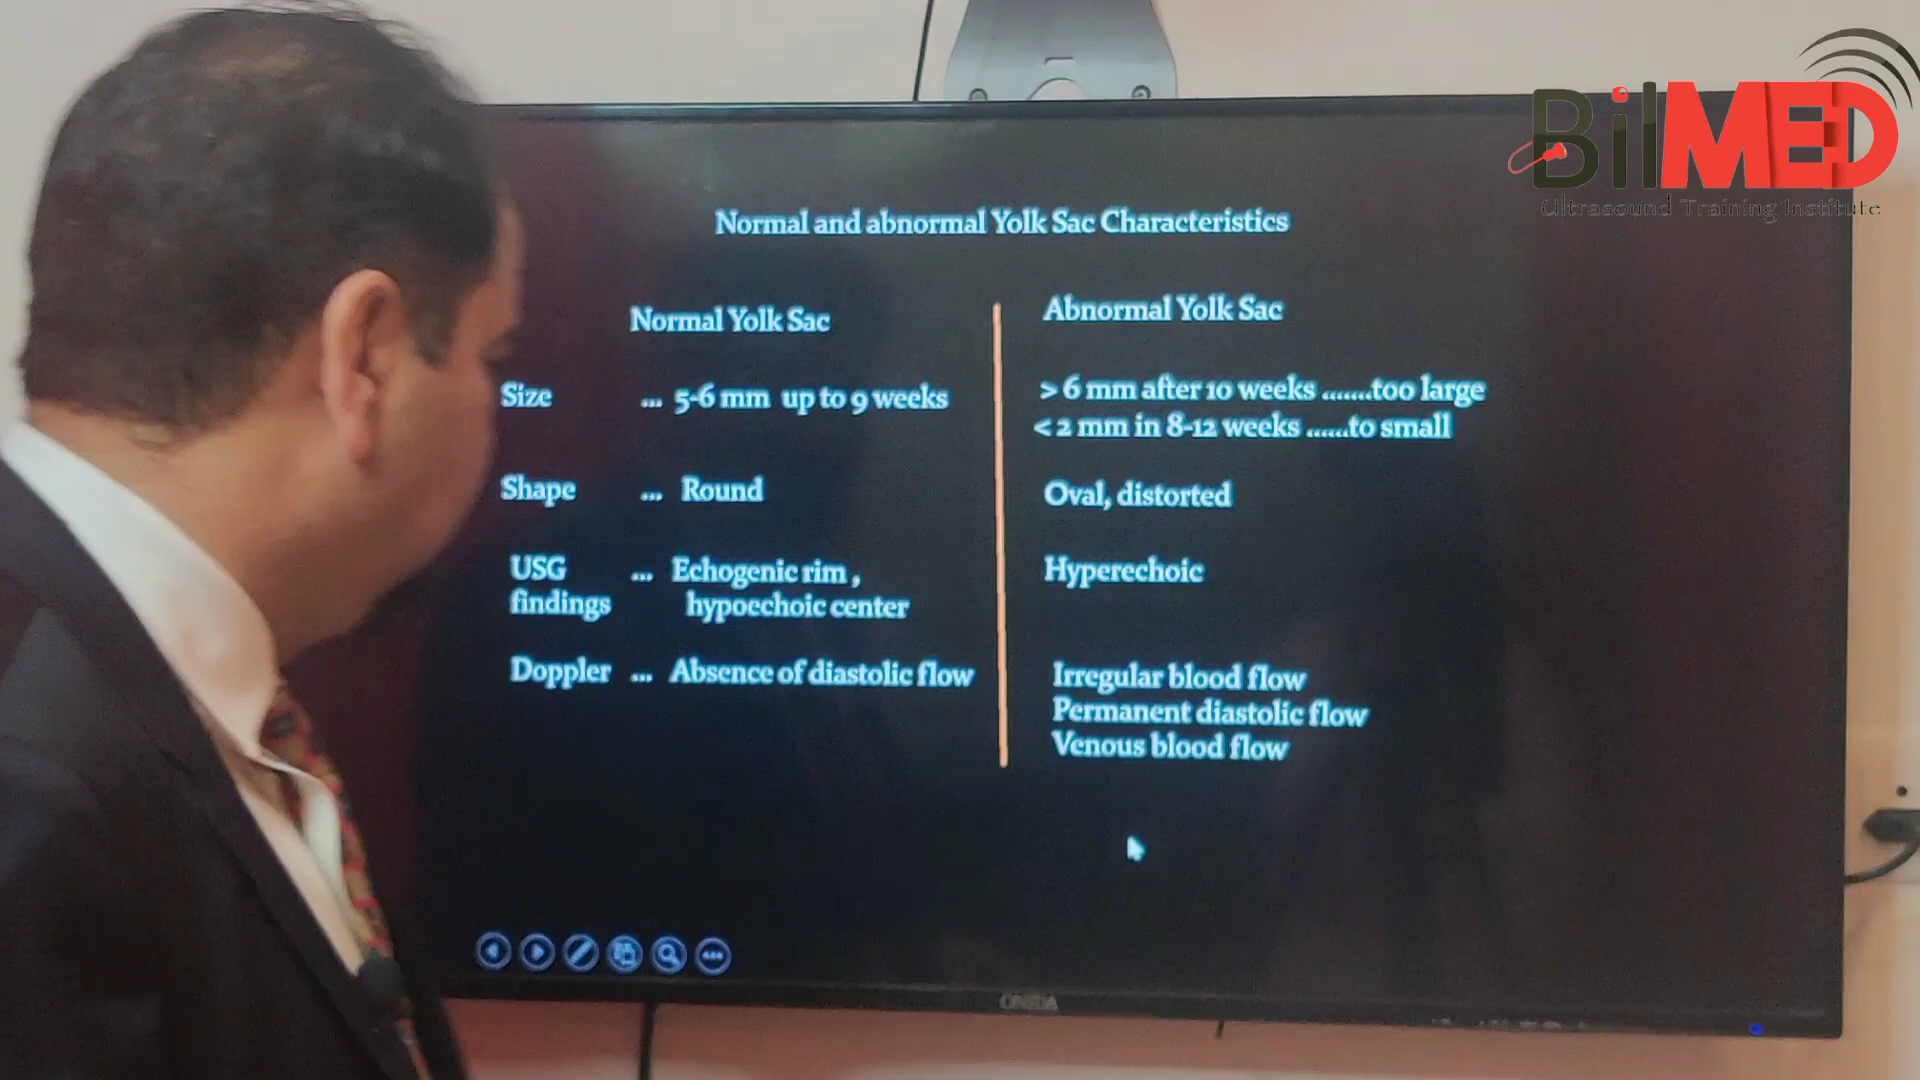 BilMED
Ultrasound Training Institute
Normal and abnormal Yolk Sac Characteristics
Normal Yolk Sac
Abnormal Yolk Sac
Size ... 5-6 mm up to 9 weeks
> 6 mm after 10 weeks .......too large
< 2 mm in 8-12 weeks ......to small
Shape ... Round
Oval, distorted
USG findings ... Echogenic rim , hypoechoic center
Hyperechoic
Doppler ... Absence of diastolic flow
Irregular blood flow
Permanent diastolic flow
Venous blood flow
ONIDA